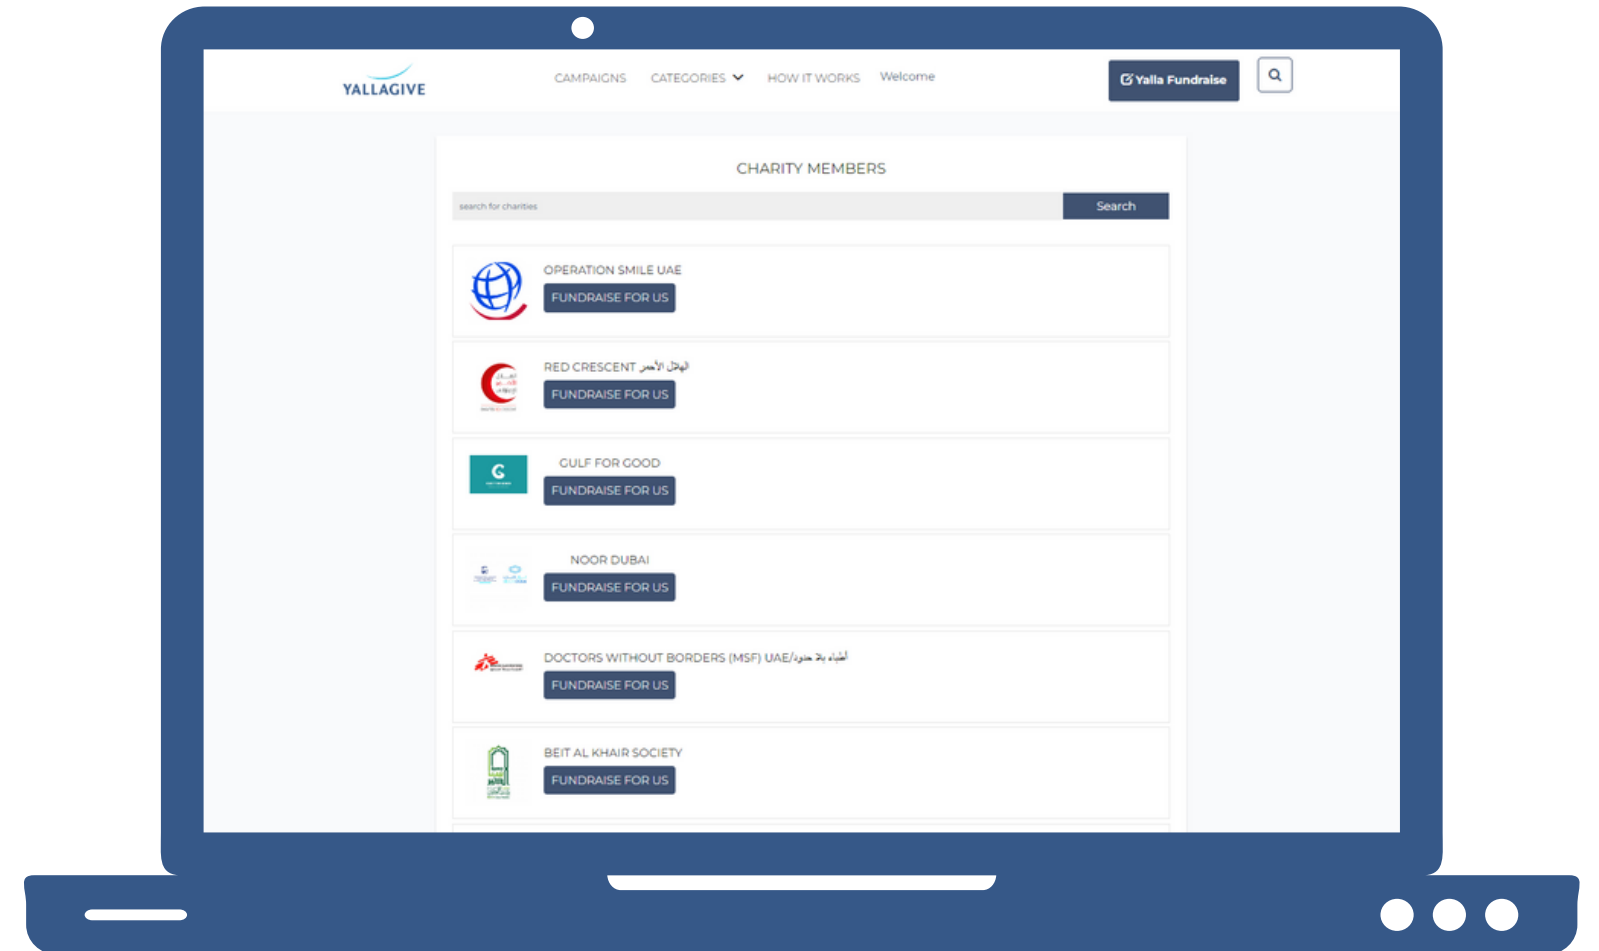 YALLAGIVE
CAMPAIGNS CATEGORIES HOW IT WORKS Welcome
Yalla Fundraise
CHARITY MEMBERS
search for charities
Search
OPERATION SMILE UAE
FUNDRAISE FOR US
RED CRESCENT الهلال الأحمر
FUNDRAISE FOR US
GULF FOR GOOD
FUNDRAISE FOR US
NOOR DUBAI
FUNDRAISE FOR US
DOCTORS WITHOUT BORDERS (MSF) UAE/أطباء بلا حدود
FUNDRAISE FOR US
BEIT AL KHAIR SOCIETY
FUNDRAISE FOR US